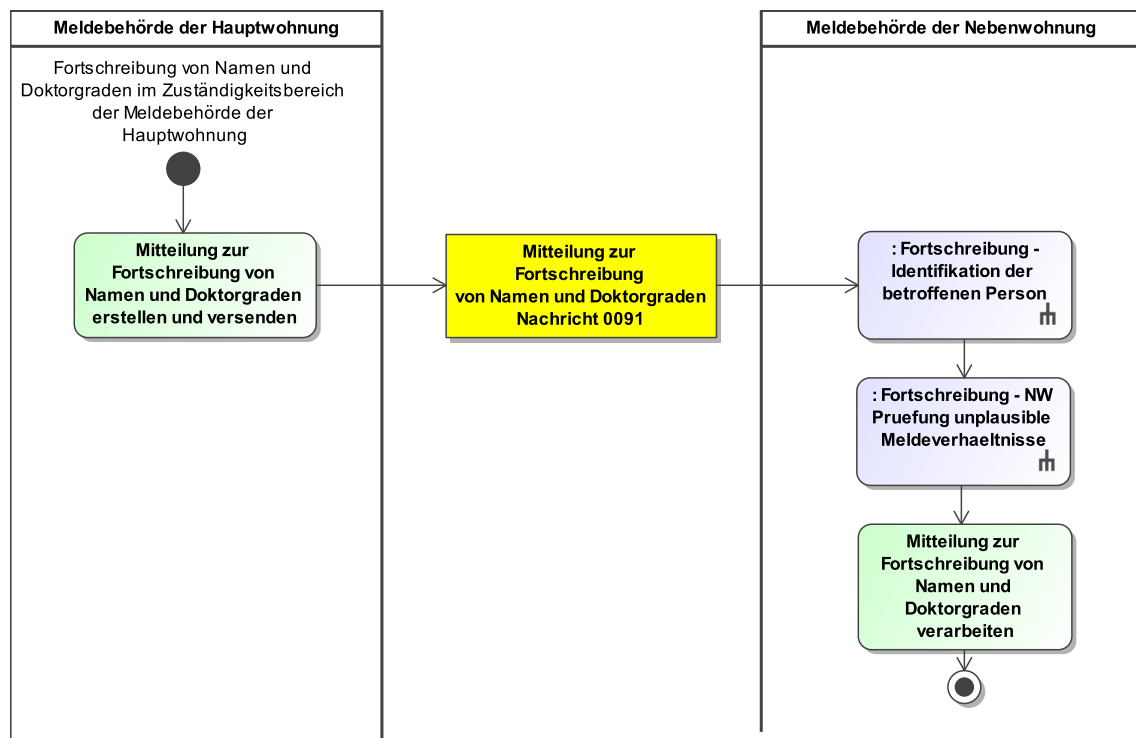 Meldebehörde der Hauptwohnung
Fortschreibung von Namen und
Doktorgraden im Zuständigkeitsbereich
der Meldebehörde der
Hauptwohnung
Mitteilung zur
Fortschreibung von
Namen und Doktorgraden
erstellen und versenden
Mitteilung zur
Fortschreibung
von Namen und Doktorgraden
Nachricht 0091
Meldebehörde der Nebenwohnung
: Fortschreibung -
Identifikation der
betroffenen Person
: Fortschreibung - NW
Pruefung unplausible
Meldeverhaeltnisse
Mitteilung zur
Fortschreibung von
Namen und
Doktorgraden
verarbeiten